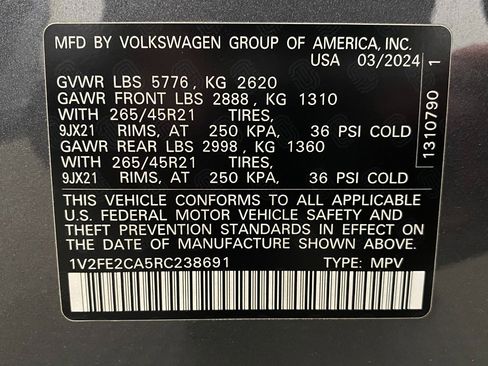 MFD BY VOLKSWAGEN GROUP OF AMERICA, INC.
USA 03/2024
GVWR LBS 5776, KG 2620
GAWR FRONT LBS 2888, KG 1310
WITH 265/45R21 TIRES,
9JX21 RIMS, AT 250 KPA, 36 PSI COLD
GAWR REAR LBS 2998, KG 1360
WITH 265/45R21 TIRES,
9JX21 RIMS, AT 250 KPA, 36 PSI COLD
THIS VEHICLE CONFORMS TO ALL APPLICABLE
U.S. FEDERAL MOTOR VEHICLE SAFETY AND
THEFT PREVENTION STANDARDS IN EFFECT ON
THE DATE OF MANUFACTURE SHOWN ABOVE.
1V2FE2CA5RC238691 TYPE: MPV
1310790 1